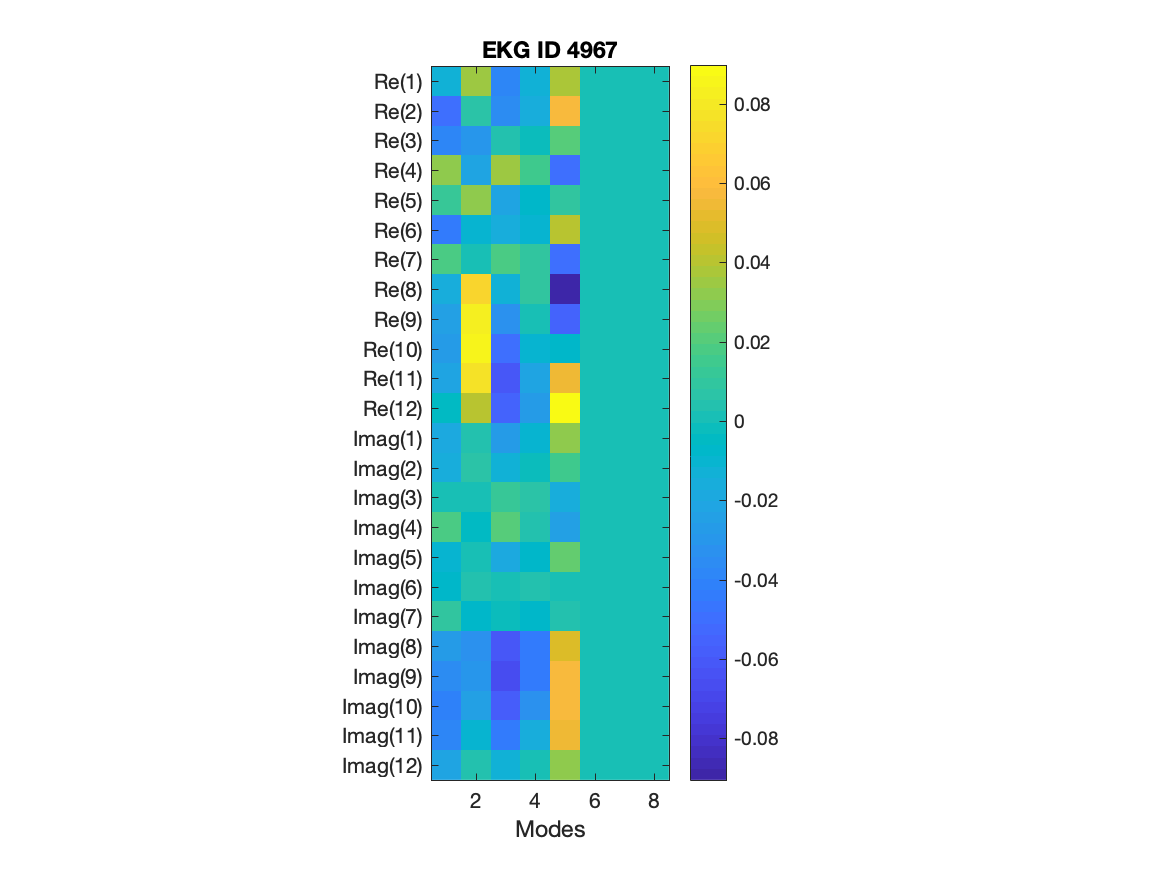 EKG ID 4967
Re(1)
Re(2)
Re(3)
Re(4)
Re(5)
Re(6)
Re(7)
Re(8)
Re(9)
Re(10)
Re(11)
Re(12)
Imag(1)
Imag(2)
Imag(3)
Imag(4)
Imag(5)
Imag(6)
Imag(7)
Imag(8)
Imag(9)
Imag(10)
Imag(11)
Imag(12)
2 4 6 8
Modes
0.08
0.06
0.04
0.02
0
-0.02
-0.04
-0.06
-0.08